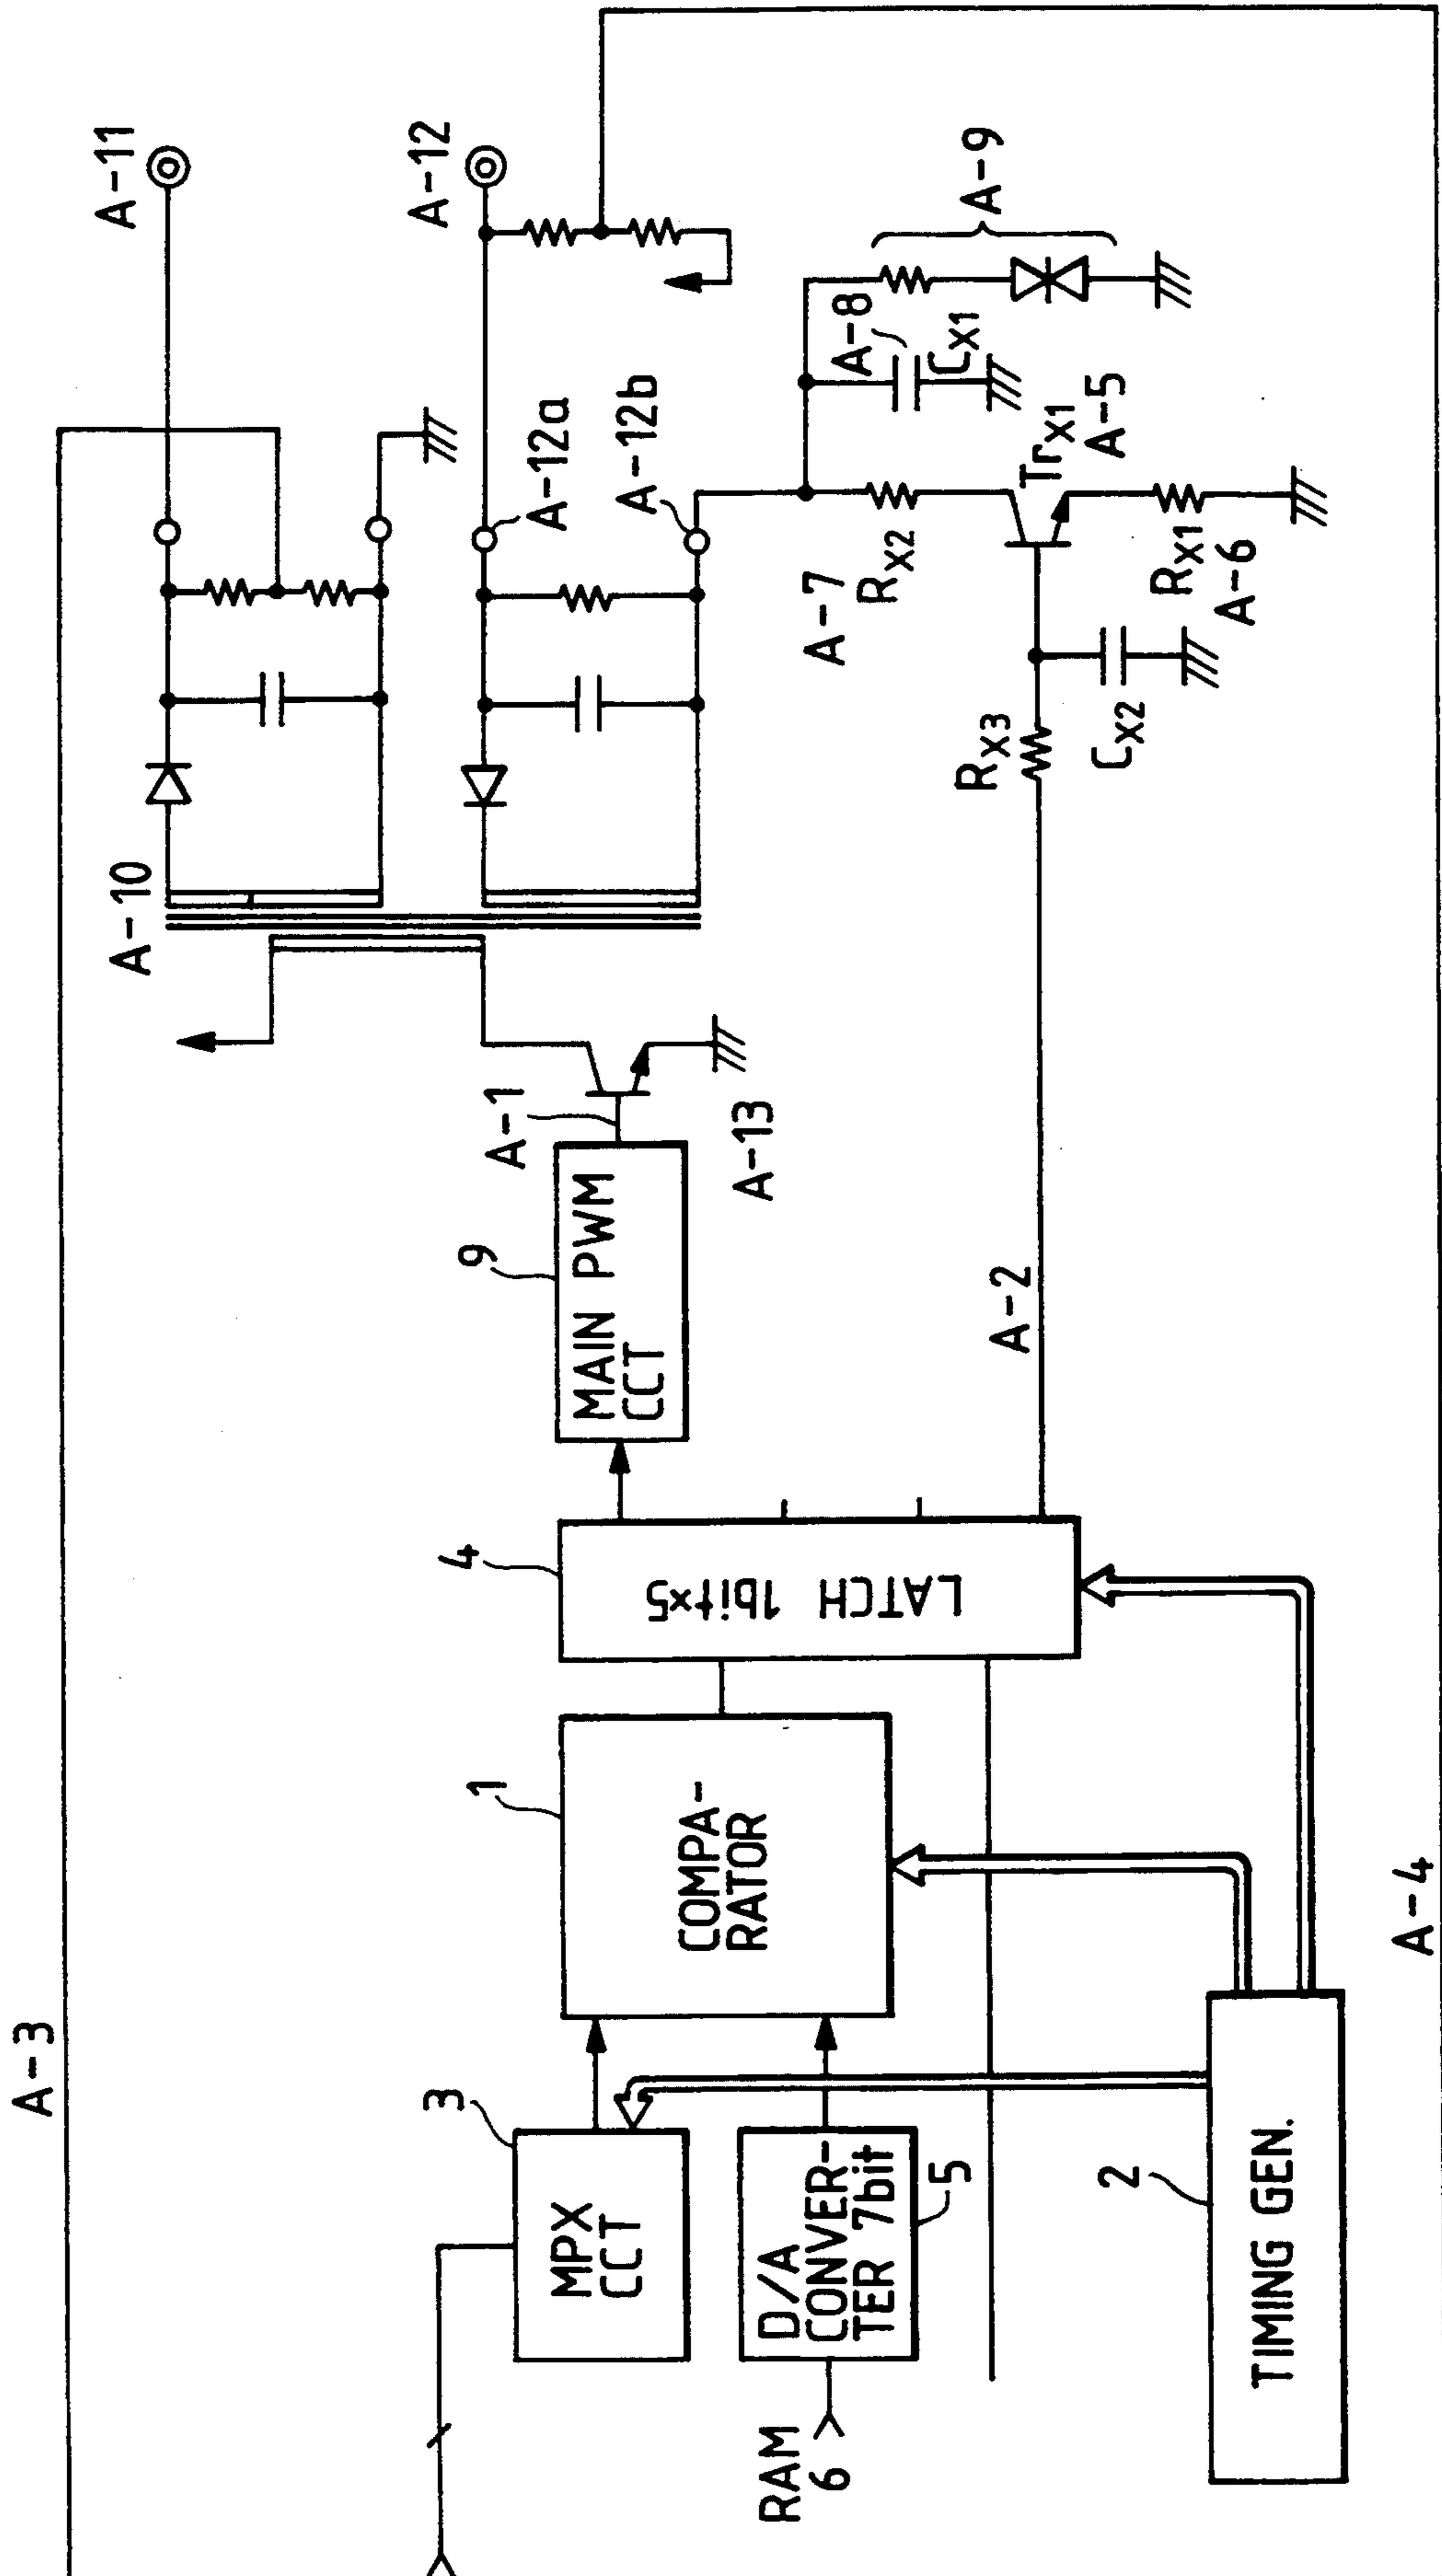 A-3
A-10
A-11
A-12
A-12a
A-12b
A-9
A-8
CX1
TrX1
A-5
A-7
RX2
RX1
A-6
RX3
CX2
A-1
A-13
9
MAIN PWM
CCT
A-2
4
LATCH 1bit×5
1
COMPA-
RATOR
3
MPX
CCT
D/A
CONVER-
TER 7bit
5
RAM
6
2
TIMING GEN.
A-4